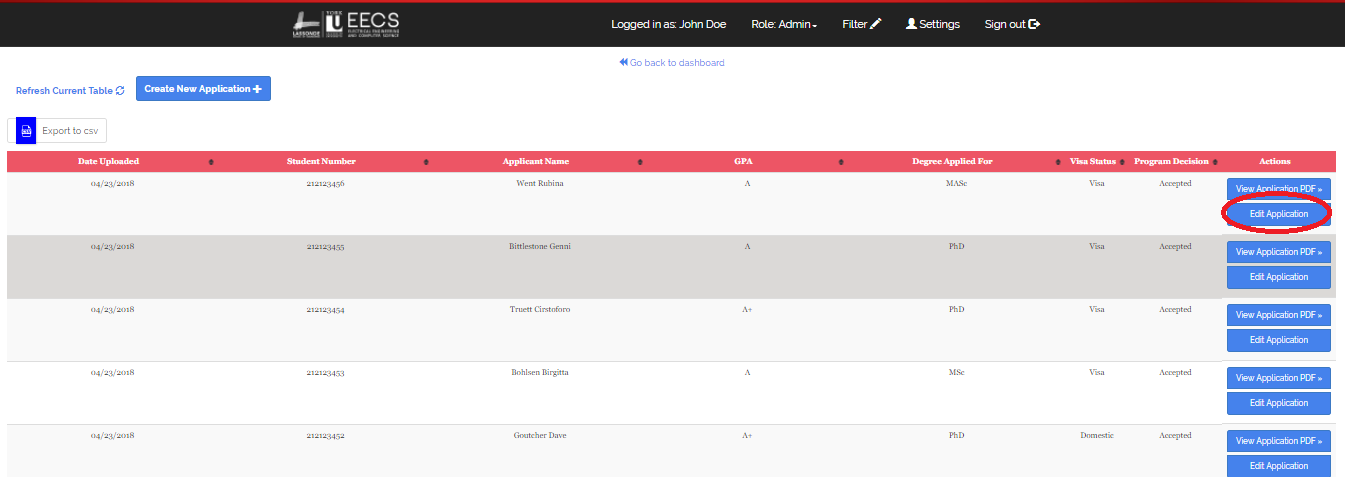 LASSONDE
YORK U
EECS
ELECTRICAL ENGINEERING
AND COMPUTER SCIENCE
Logged in as: John Doe Role: Admin Filter Settings Sign out
Go back to dashboard
Refresh Current Table Create New Application
Export to csv
Date Uploaded Student Number Applicant Name GPA Degree Applied For Visa Status Program Decision Actions
04/23/2018 212123456 Went Rubina A MASc Visa Accepted View Application PDF »
Edit Application
04/23/2018 212123455 Bittlestone Genni A PhD Visa Accepted View Application PDF »
Edit Application
04/23/2018 212123454 Truett Cirstoforo A+ PhD Visa Accepted View Application PDF »
Edit Application
04/23/2018 212123453 Bohlsen Birgitta A MSc Visa Accepted View Application PDF »
Edit Application
04/23/2018 212123452 Goutcher Dave A+ PhD Domestic Accepted View Application PDF »
Edit Application